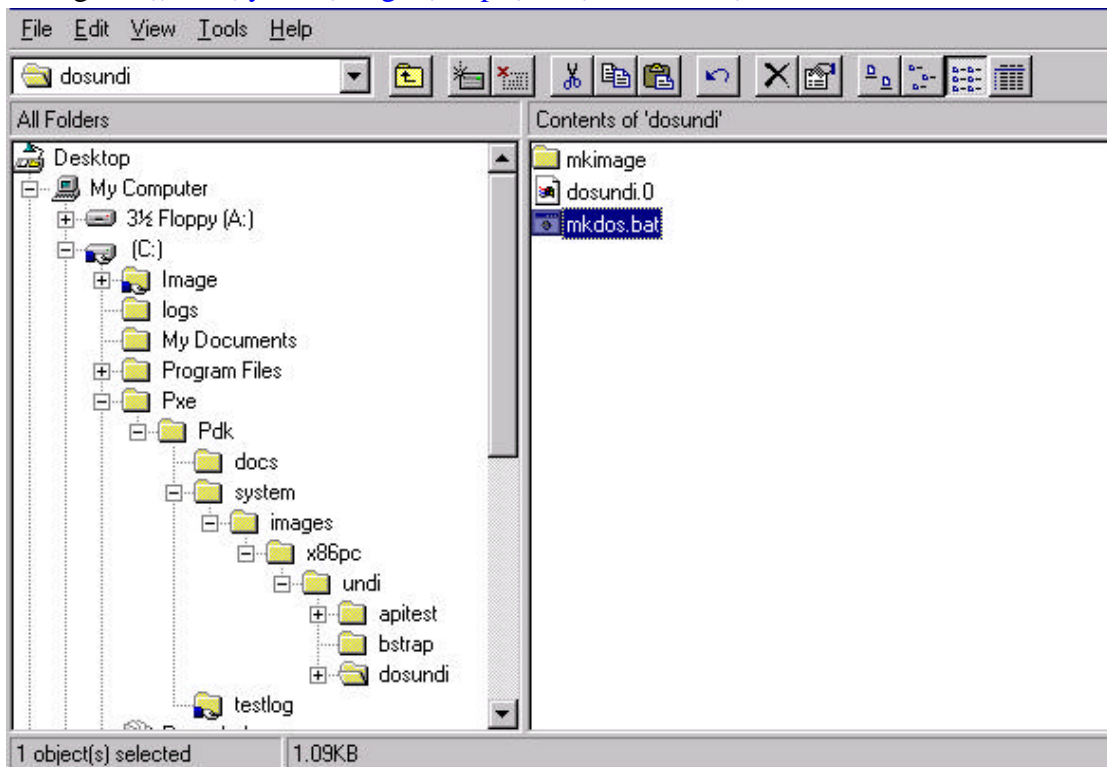 File Edit View Tools Help
dosundi
All Folders
Contents of 'dosundi'
Desktop
My Computer
3½ Floppy (A:)
(C:)
Image
logs
My Documents
Program Files
Pxe
Pdk
docs
system
images
x86pc
undi
apitest
bstrap
dosundi
testlog
mkimage
dosundi.0
mkdos.bat
1 object(s) selected
1.09KB